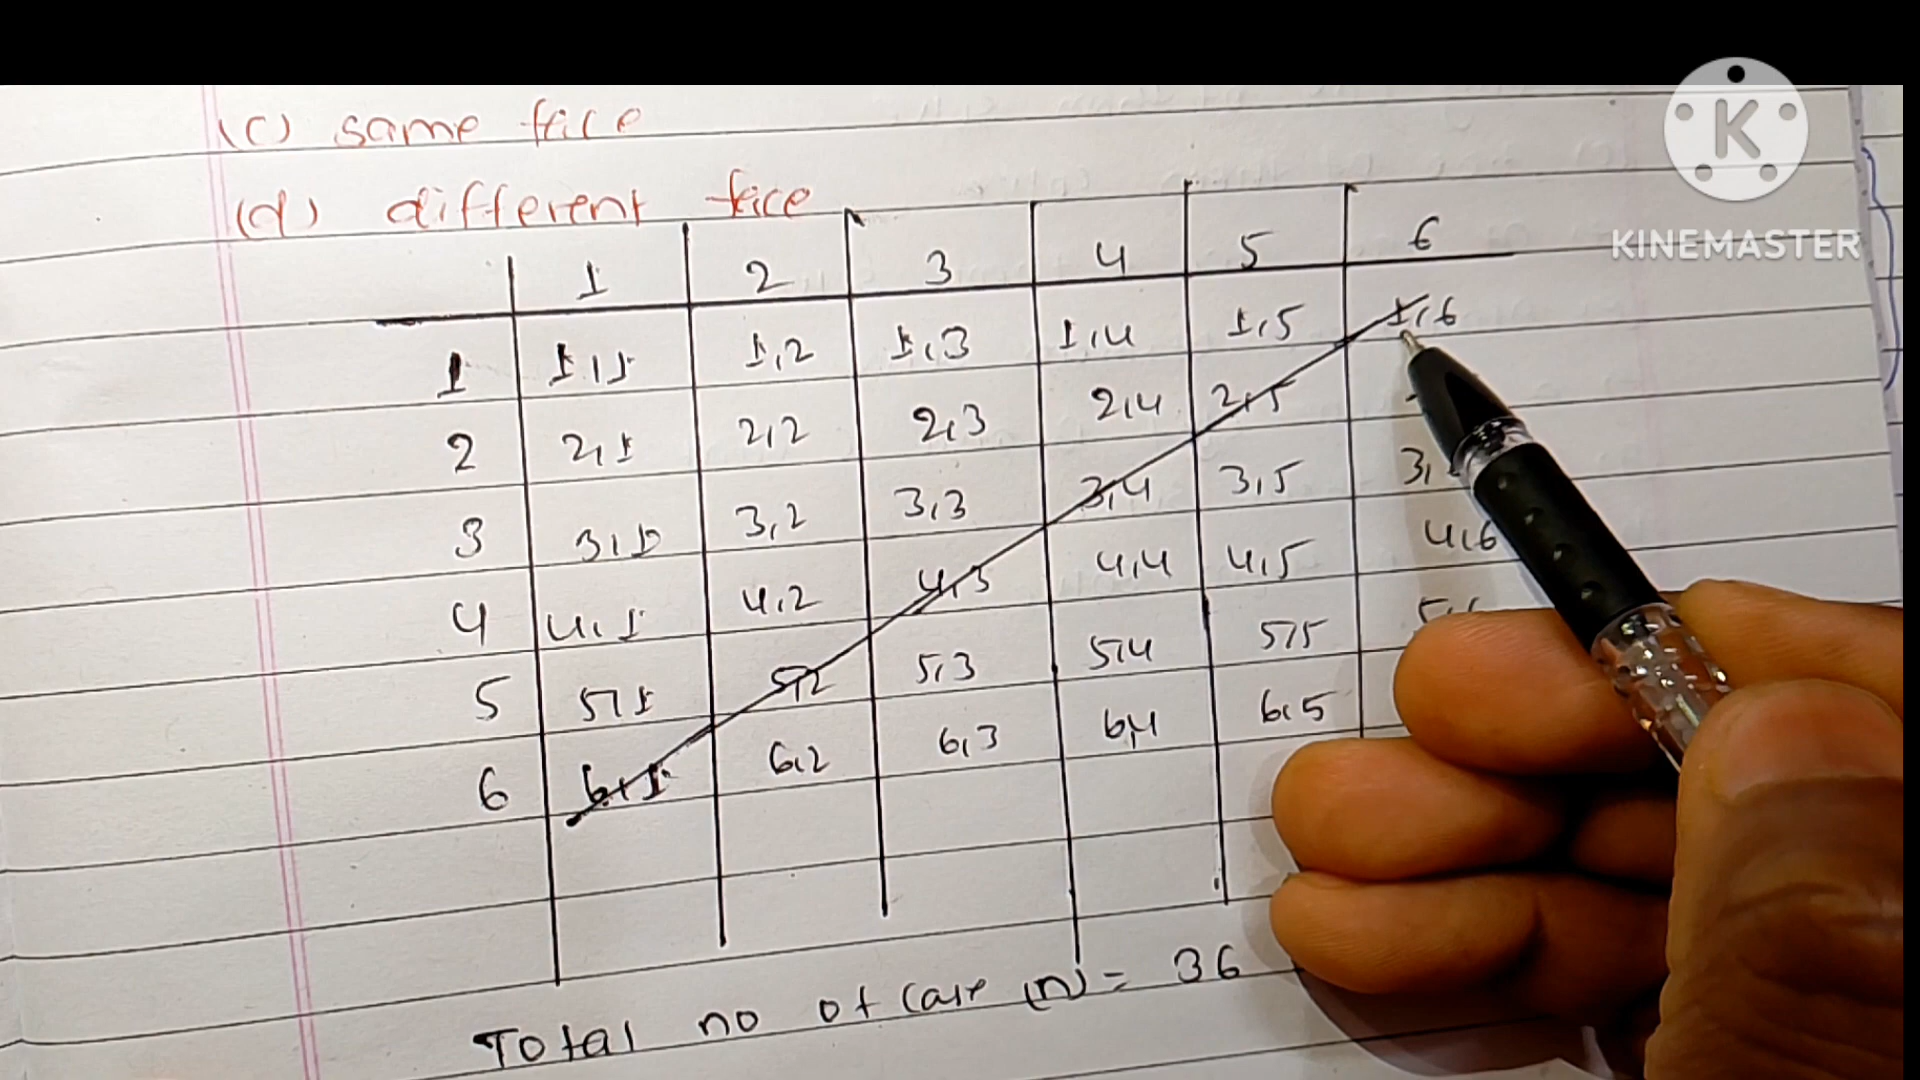 (c) same face
(d) different face
KINEMASTER
1 2 3 4 5 6
1 1,1 1,2 1,3 1,4 1,5 1,6
2 2,1 2,2 2,3 2,4 2,5
3 3,1 3,2 3,3 3,4 3,5 3,
4 4,1 4,2 4,3 4,4 4,5 4,6
5 5,1 5,2 5,3 5,4 5,5
6 6,1 6,2 6,3 6,4 6,5
Total no of case (n) = 36